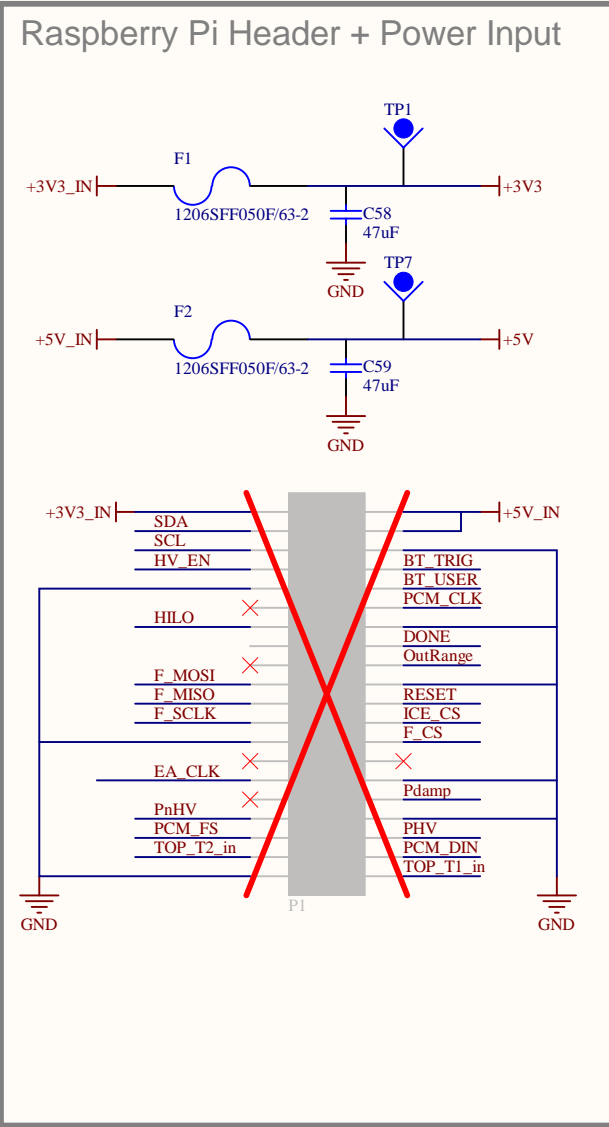 Raspberry Pi Header + Power Input
TP1
F1
+3V3_IN
+3V3
1206SFF050F/63-2
C58
47uF
GND
TP7
F2
+5V_IN
+5V
1206SFF050F/63-2
C59
47uF
GND
+3V3_IN
+5V_IN
SDA
SCL
HV_EN
BT_TRIG
BT_USER
PCM_CLK
HILO
DONE
OutRange
F_MOSI
F_MISO
RESET
F_SCLK
ICE_CS
F_CS
EA_CLK
Pdamp
PnHV
PCM_FS
PHV
TOP_T2_in
PCM_DIN
TOP_T1_in
P1
GND
GND